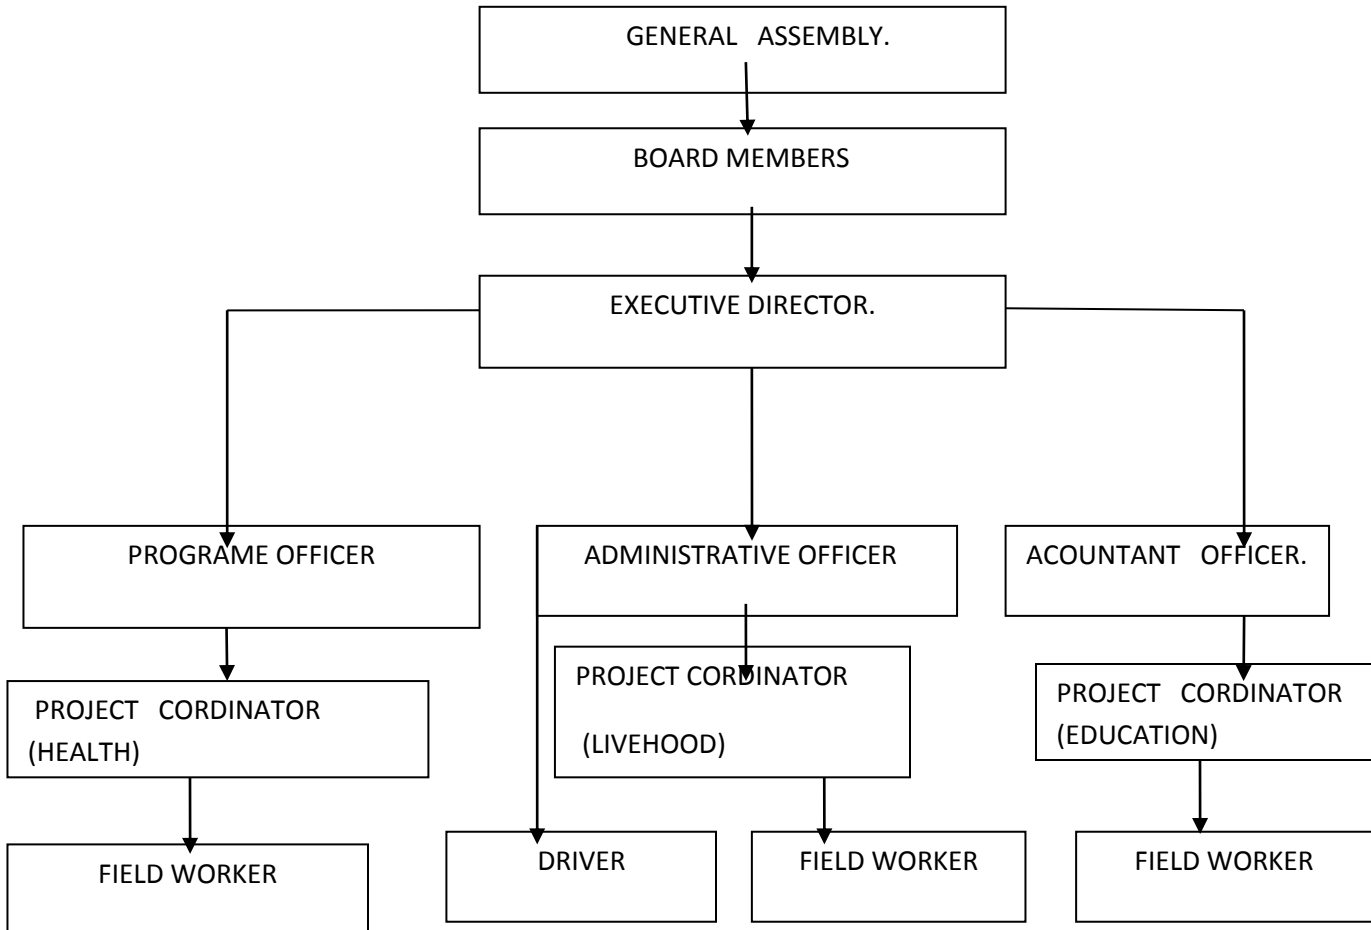 GENERAL ASSEMBLY.
BOARD MEMBERS
EXECUTIVE DIRECTOR.
PROGRAME OFFICER
ADMINISTRATIVE OFFICER
ACOUNTANT OFFICER.
PROJECT CORDINATOR
(HEALTH)
PROJECT CORDINATOR
(LIVEHOOD)
PROJECT CORDINATOR
(EDUCATION)
FIELD WORKER
DRIVER
FIELD WORKER
FIELD WORKER